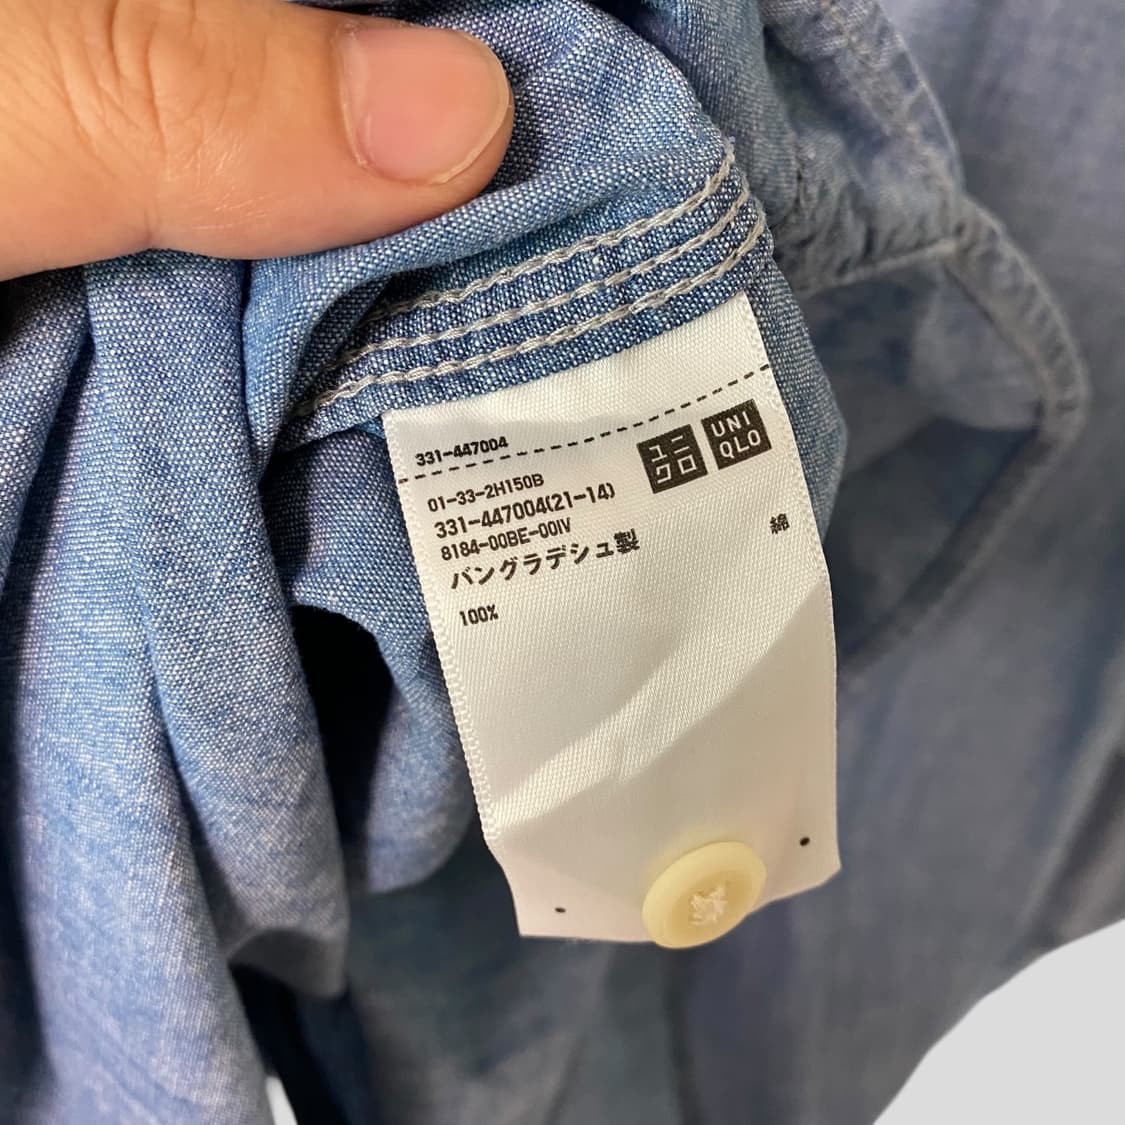 331-447004
ユニ
クロ
UNI
QLO
01-33-2H150B
331-447004(21-14)
8184-00BE-00IV
バングラデシュ製
綿
100%